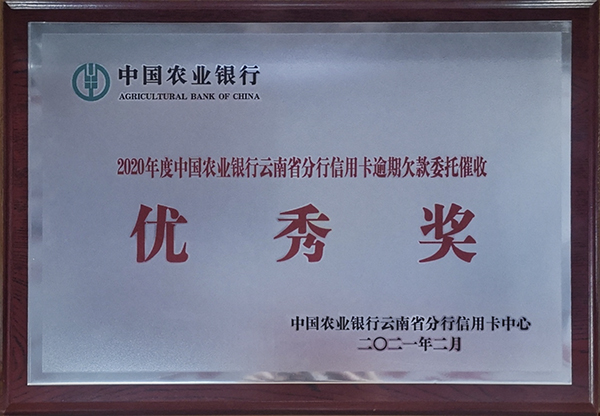 中国农业银行
AGRICULTURAL BANK OF CHINA
2020年度中国农业银行云南省分行信用卡逾期欠款委托催收
优秀奖
中国农业银行云南省分行信用卡中心
二〇二一年二月